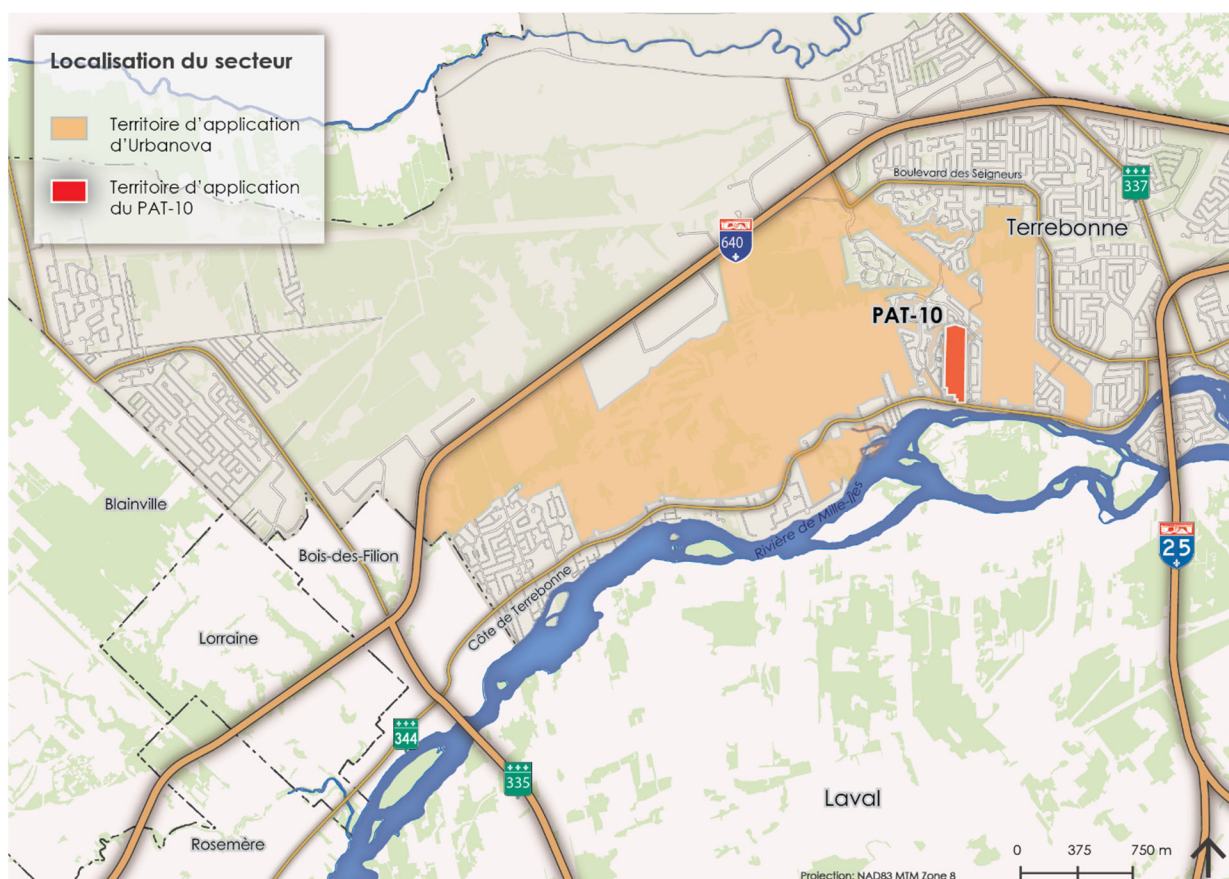 Localisation du secteur
Territoire d'application
d'Urbanova
Territoire d'application
du PAT-10
Boulevard des Seigneurs
337
Terrebonne
640
PAT-10
Blainville
Bois-des-Filion
Rivière de Mille-Îles
25
Côte de Terrebonne
Lorraine
344
335
Laval
Rosemère
0 375 750 m
Projection: NAD83 MTM Zone 8